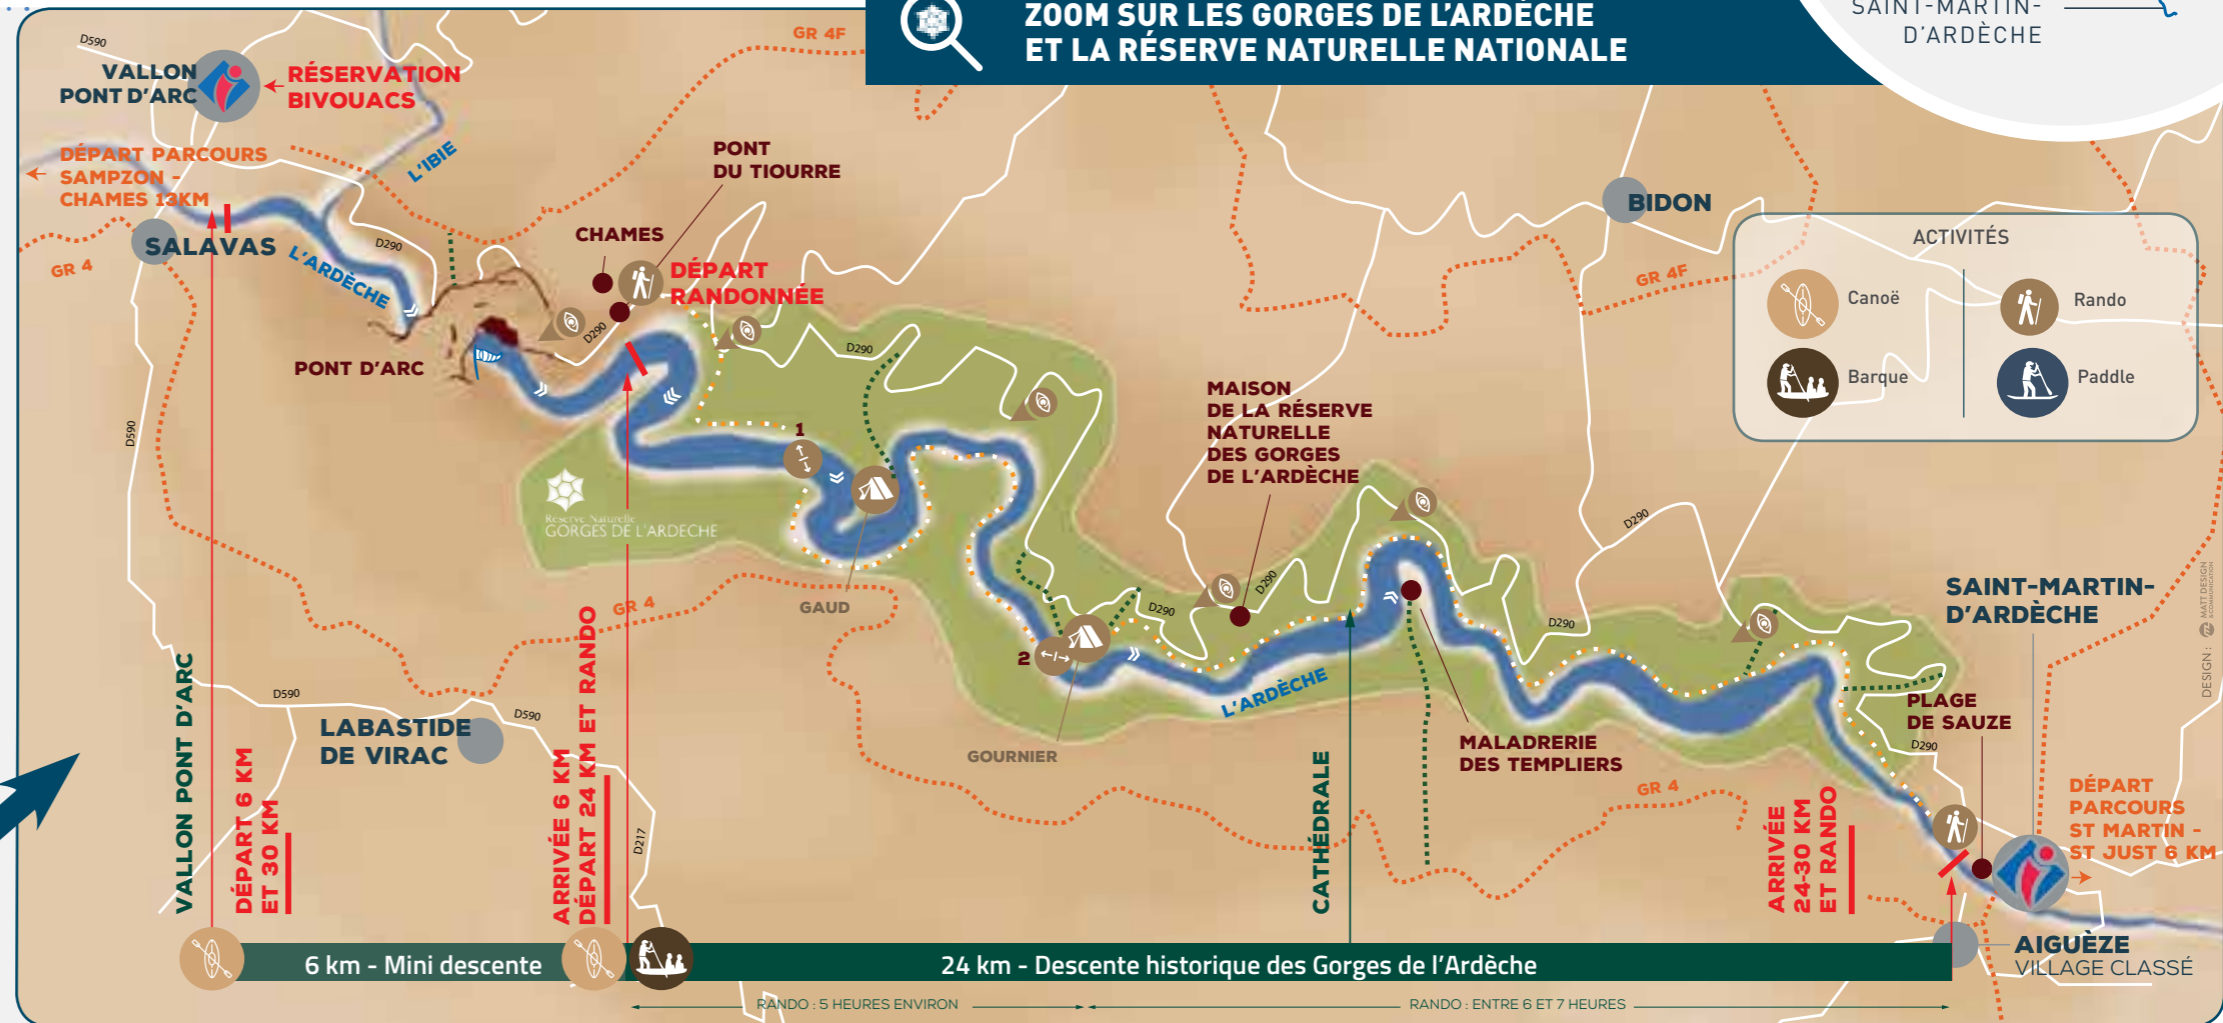 ZOOM SUR LES GORGES DE L'ARDÈCHE
ET LA RÉSERVE NATURELLE NATIONALE
SAINT-MARTIN-
D'ARDÈCHE
D590
VALLON
PONT D'ARC
RÉSERVATION
BIVOUACS
GR 4F
DÉPART PARCOURS
SAMPZON -
CHAMES 13KM
L'IBIE
PONT
DU TIOURRE
BIDON
SALAVAS
GR 4
L'ARDÈCHE
D290
CHAMES
DÉPART
RANDONNÉE
D290
PONT D'ARC
D290
GR 4F
ACTIVITÉS
Canoë
Rando
Barque
Paddle
D590
1
MAISON
DE LA RÉSERVE
NATURELLE
DES GORGES
DE L'ARDÈCHE
Réserve Naturelle
GORGES DE L'ARDECHE
D290
GAUD
GR 4
D290
D290
D290
2
GOURNIER
L'ARDÈCHE
SAINT-MARTIN-
D'ARDÈCHE
DESIGN : MATT DESIGN
& COMMUNICATION
D590
D590
LABASTIDE
DE VIRAC
MALADRERIE
DES TEMPLIERS
PLAGE
DE SAUZE
D290
GR 4
D217
VALLON PONT D'ARC
DÉPART 6 KM
ET 30 KM
ARRIVÉE 6 KM
DÉPART 24 KM ET RANDO
CATHÉDRALE
ARRIVÉE
24-30 KM
ET RANDO
DÉPART
PARCOURS
ST MARTIN -
ST JUST 6 KM
AIGUÈZE
VILLAGE CLASSÉ
6 km - Mini descente
24 km - Descente historique des Gorges de l'Ardèche
RANDO : 5 HEURES ENVIRON
RANDO : ENTRE 6 ET 7 HEURES